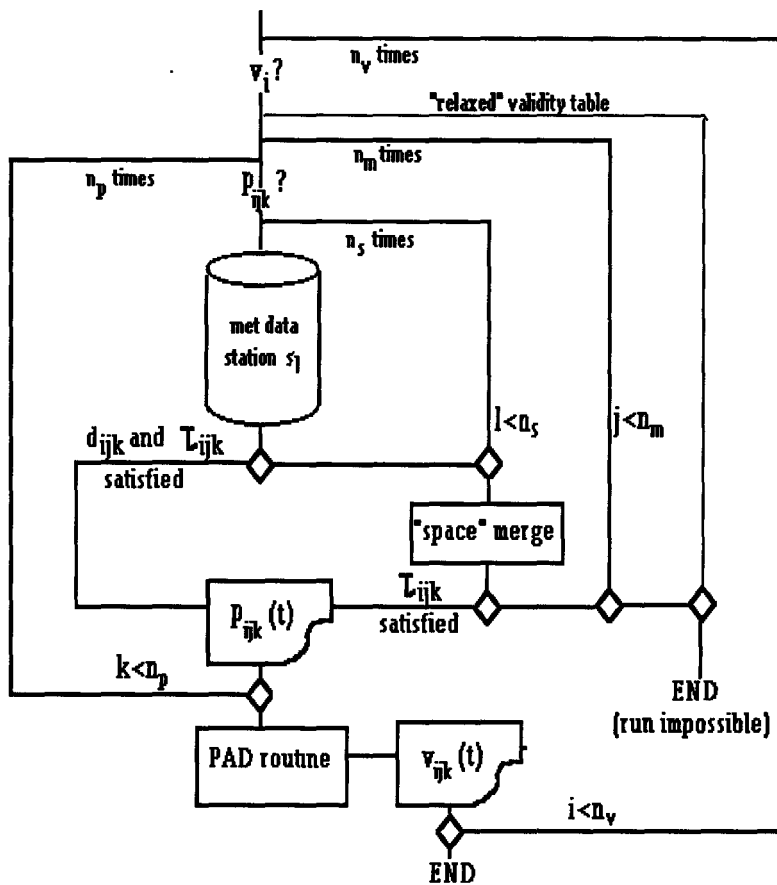 n_v times
v_i?
"relaxed" validity table
n_m times
n_p times
p_ijk?
n_s times
met data
station s_l
l<n_s
j<n_m
d_ijk and τ_ijk
satisfied
"space" merge
τ_ijk
satisfied
p_ijk (t)
k<n_p
END
(run impossible)
PAD routine
v_ijk (t)
i<n_v
END